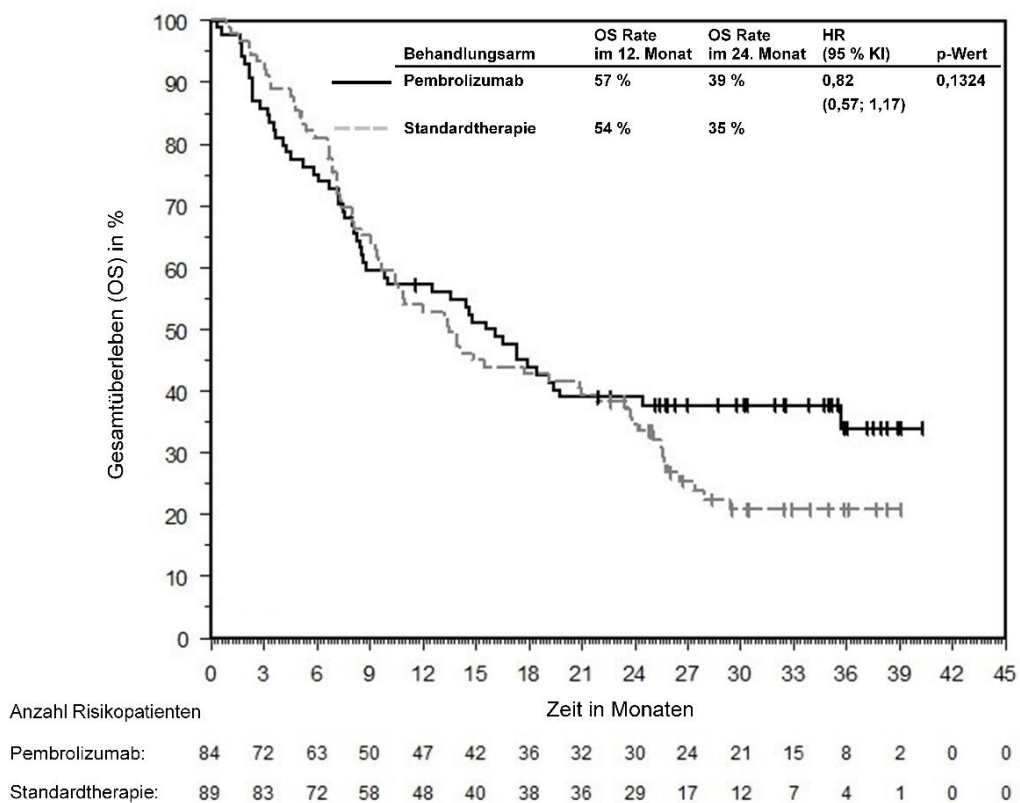 OS Rate OS Rate HR
Behandlungsarm im 12. Monat im 24. Monat (95 % KI) p-Wert
Pembrolizumab 57 % 39 % 0,82 0,1324
(0,57; 1,17)
Standardtherapie 54 % 35 %
Gesamtüberleben (OS) in %
100
90
80
70
60
50
40
30
20
10
0
0 3 6 9 12 15 18 21 24 27 30 33 36 39 42 45
Zeit in Monaten
Anzahl Risikopatienten
Pembrolizumab: 84 72 63 50 47 42 36 32 30 24 21 15 8 2 0 0
Standardtherapie: 89 83 72 58 48 40 38 36 29 17 12 7 4 1 0 0